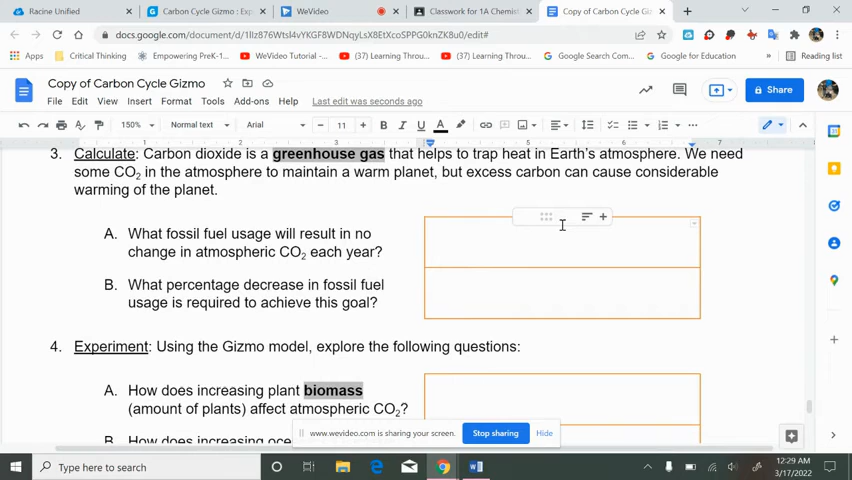 Racine Unified
Carbon Cycle Gizmo : Exp
WeVideo
Classwork for 1A Chemist
Copy of Carbon Cycle Giz
docs.google.com/document/d/1IIz876WtsI4vYKGF8WDNqyLsX8EtXcoSPPG0kzn5E2c/edit#
Apps
Empowering PreK-1...
WeVideo Tutorial -...
(37) Learning Throu...
(37) Learning Throu...
Google Search Com...
Google for Education
Reading list
Copy of Carbon Cycle Gizmo
File Edit View Insert Format Tools Add-ons Help Last edit was seconds ago
Share
150% Normal text Arial 11
3. Calculate: Carbon dioxide is a greenhouse gas that helps to trap heat in Earth's atmosphere. We need
some CO2 in the atmosphere to maintain a warm planet, but excess carbon can cause considerable
warming of the planet.
A. What fossil fuel usage will result in no
change in atmospheric CO2 each year?
B. What percentage decrease in fossil fuel
usage is required to achieve this goal?
4. Experiment: Using the Gizmo model, explore the following questions:
A. How does increasing plant biomass
(amount of plants) affect atmospheric CO2?
B. How does increasing oce
www.wevideo.com is sharing your screen.
Stop sharing
Hide
Type here to search
12:29 AM
3/17/2022